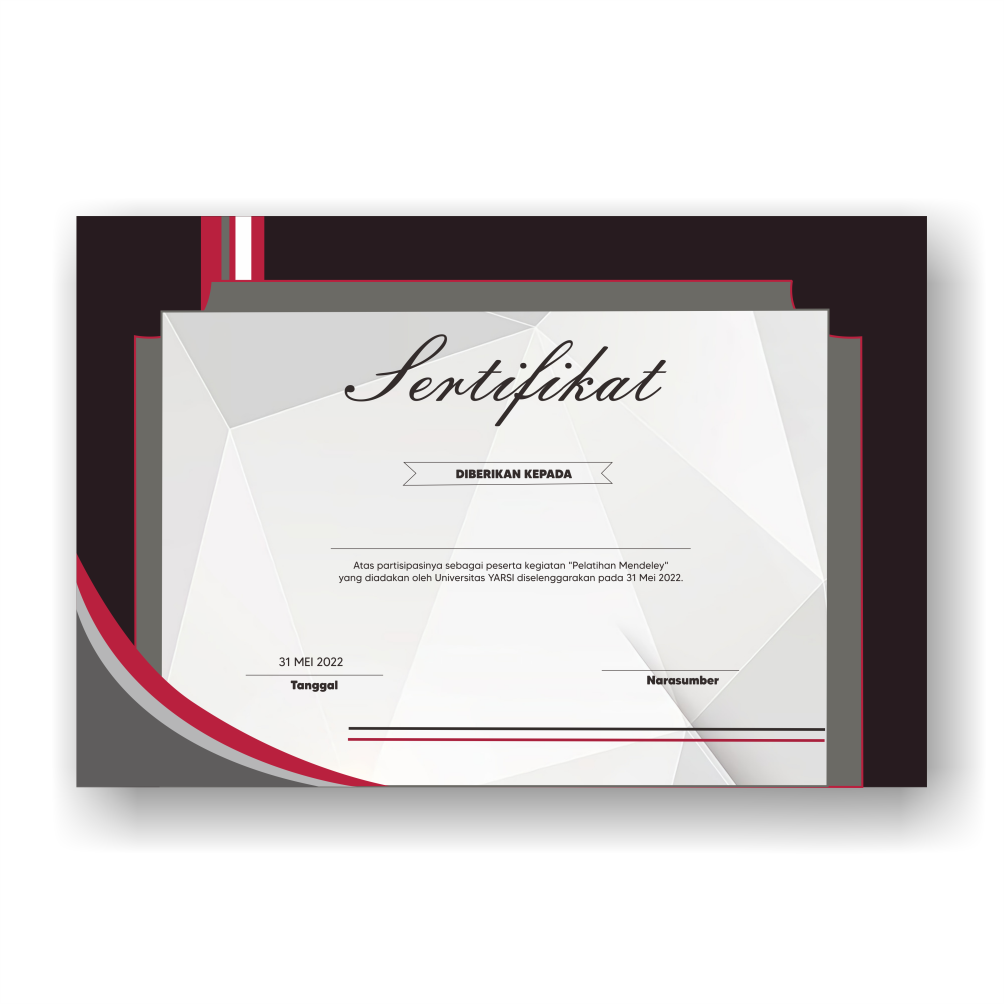 Sertifikat
DIBERIKAN KEPADA
Atas partisipasinya sebagai peserta kegiatan "Pelatihan Mendeley"
yang diadakan oleh Universitas YARSI diselenggarakan pada 31 Mei 2022.
31 MEI 2022
Tanggal
Narasumber